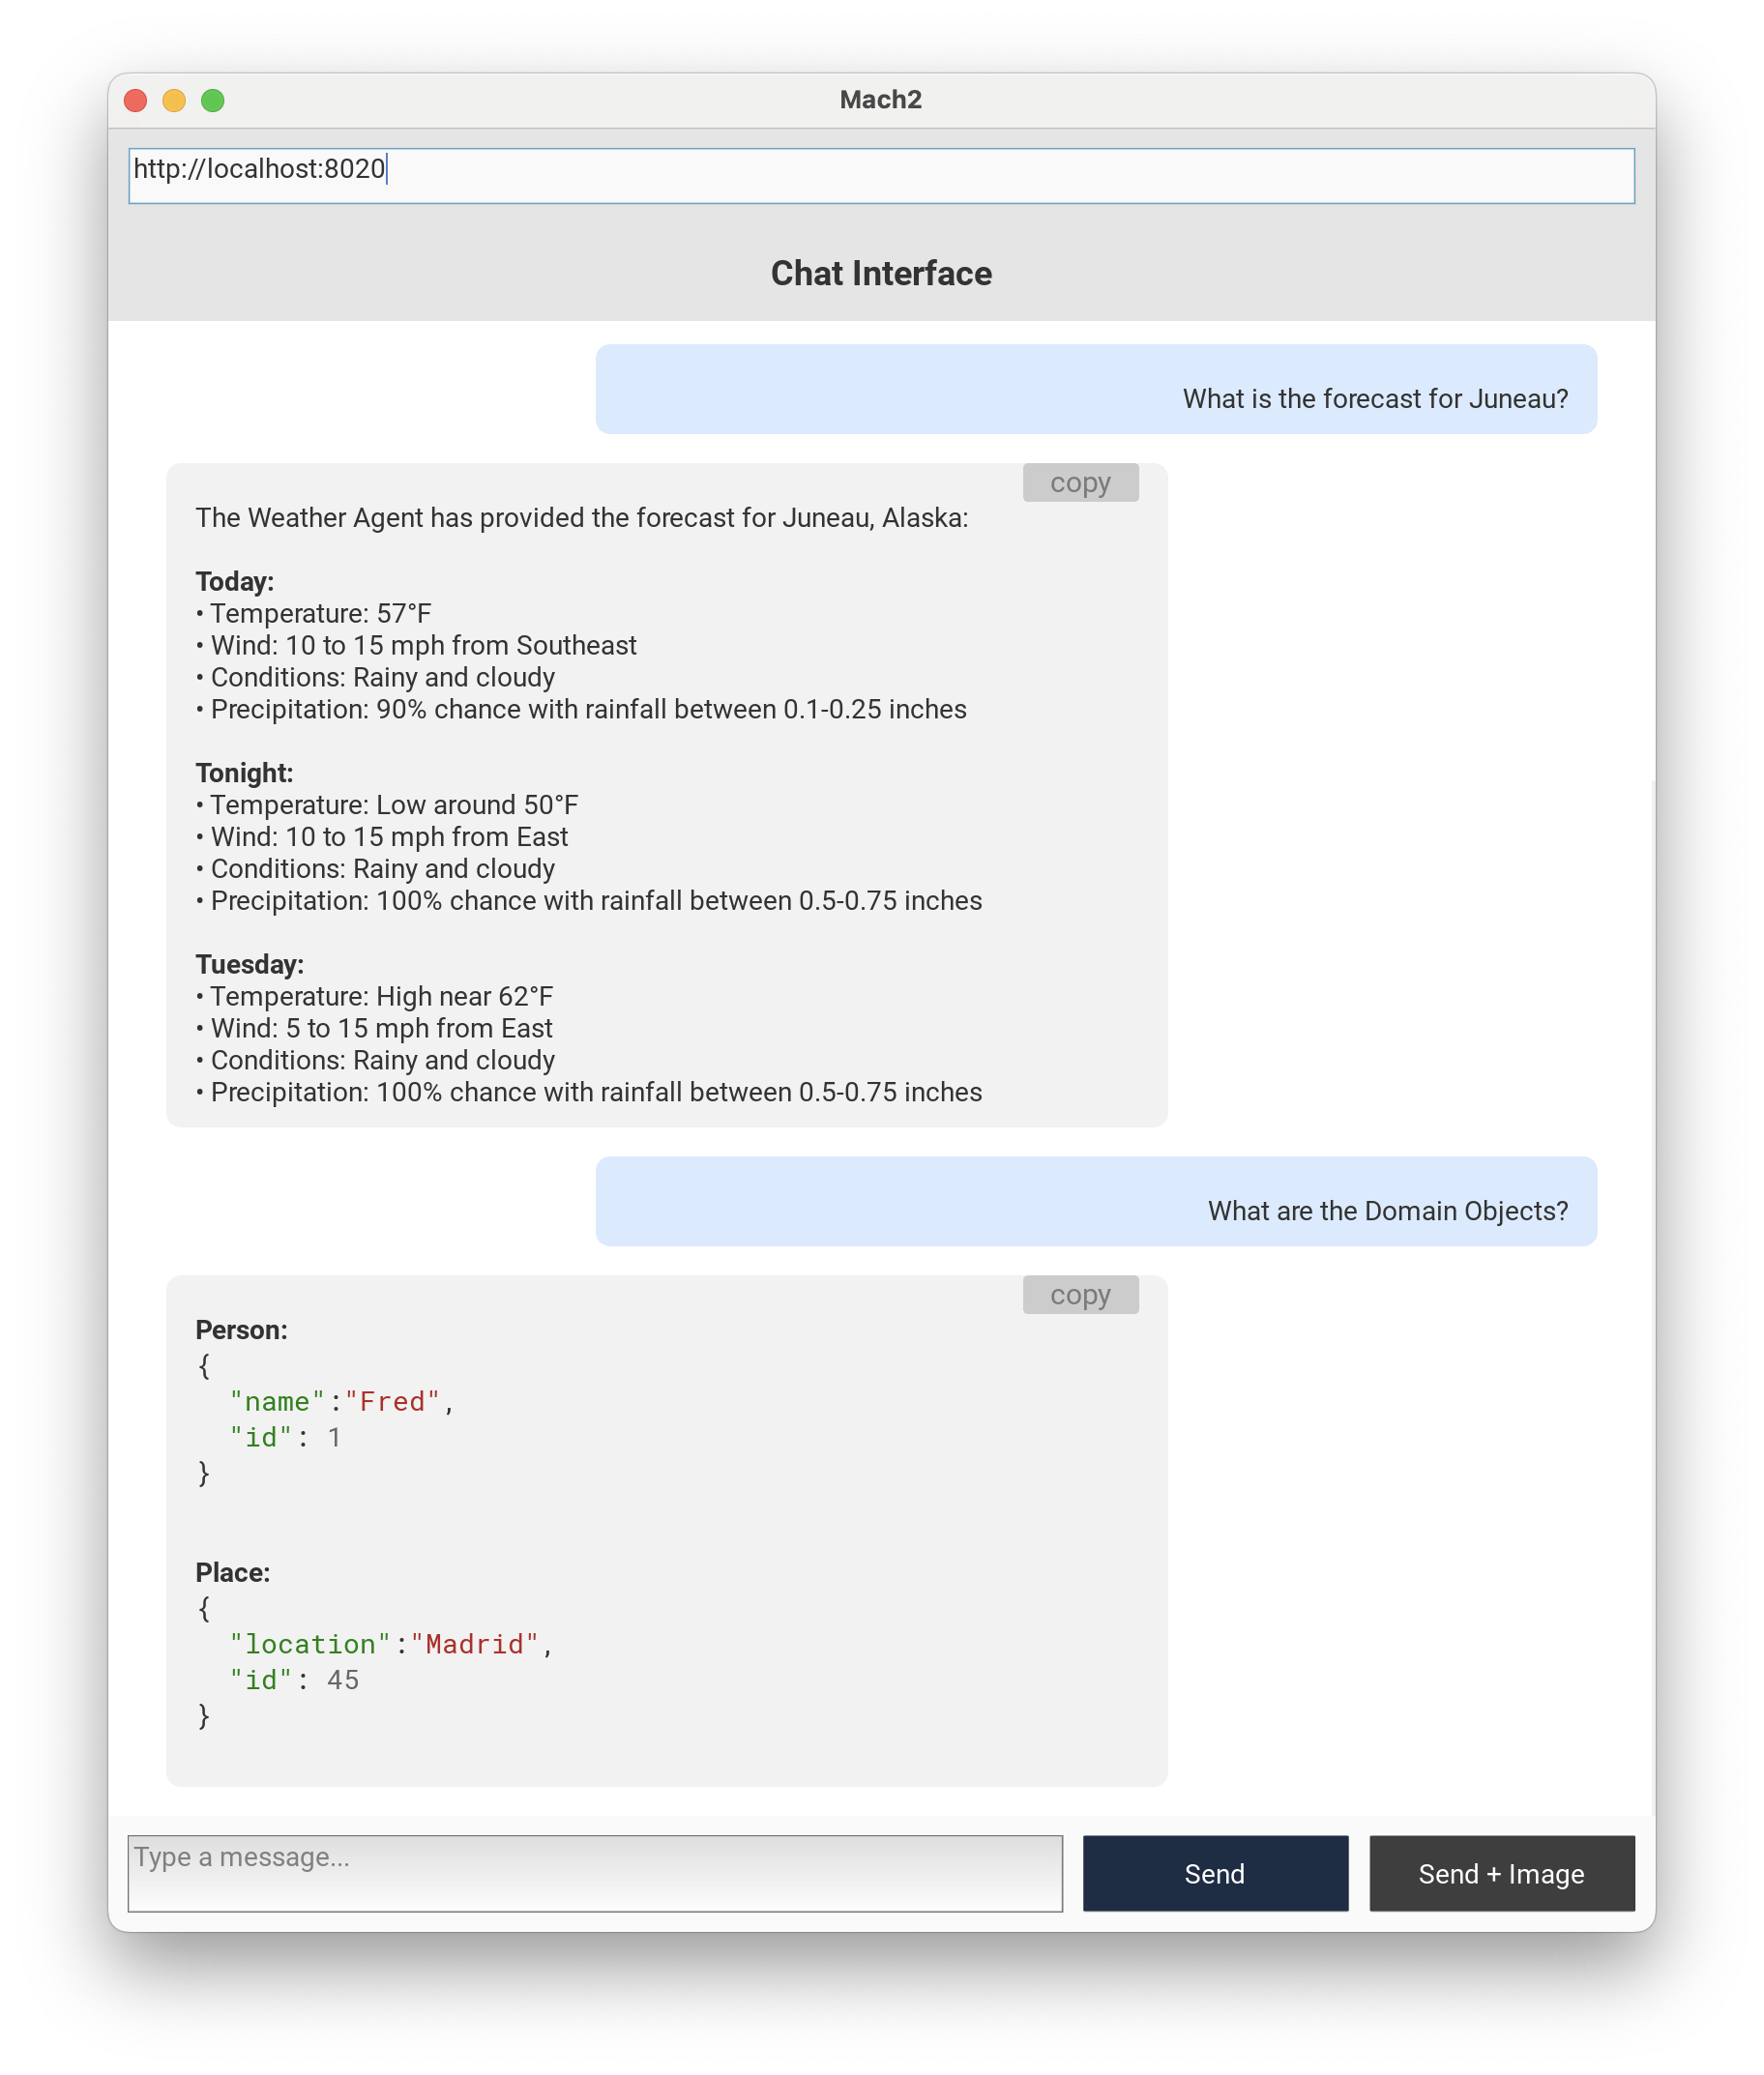 Mach2
http://localhost:8020
Chat Interface
What is the forecast for Juneau?
copy
The Weather Agent has provided the forecast for Juneau, Alaska:
Today:
• Temperature: 57°F
• Wind: 10 to 15 mph from Southeast
• Conditions: Rainy and cloudy
• Precipitation: 90% chance with rainfall between 0.1-0.25 inches
Tonight:
• Temperature: Low around 50°F
• Wind: 10 to 15 mph from East
• Conditions: Rainy and cloudy
• Precipitation: 100% chance with rainfall between 0.5-0.75 inches
Tuesday:
• Temperature: High near 62°F
• Wind: 5 to 15 mph from East
• Conditions: Rainy and cloudy
• Precipitation: 100% chance with rainfall between 0.5-0.75 inches
What are the Domain Objects?
copy
Person:
{
  "name":"Fred",
  "id": 1
}
Place:
{
  "location":"Madrid",
  "id": 45
}
Type a message...
Send
Send + Image